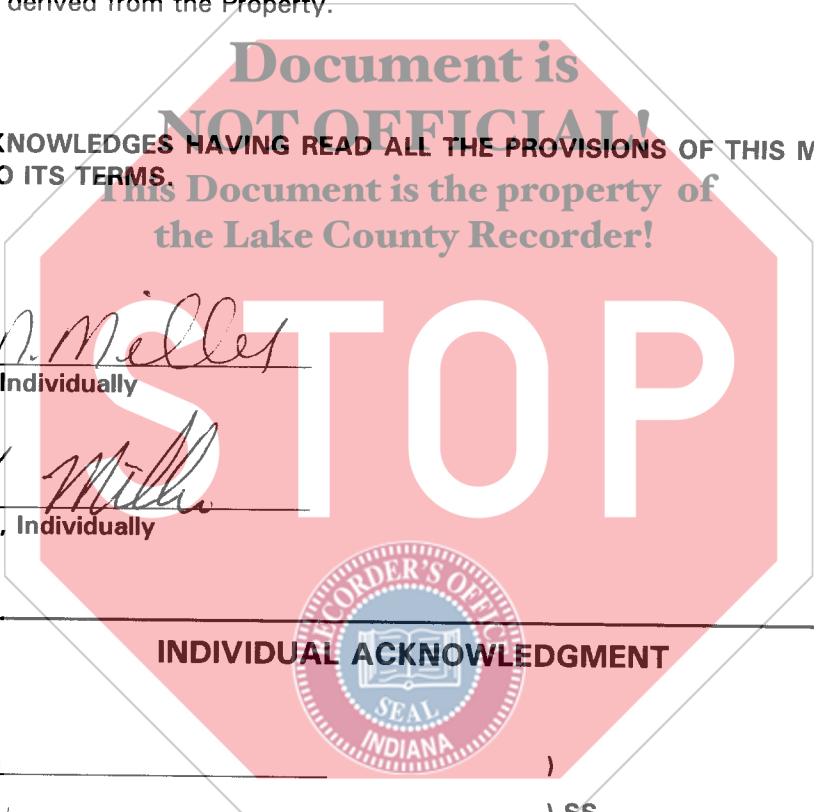 derived from the Property.
Document is
NOT OFFICIAL!
KNOWLEDGES HAVING READ ALL THE PROVISIONS OF THIS M
O ITS TERMS.
This Document is the property of
the Lake County Recorder!
STOP
n. Miller
Individually
Miller
, Individually
RECORDER'S OFFICE
INDIVIDUAL ACKNOWLEDGMENT
SEAL
INDIANA
)
) SS